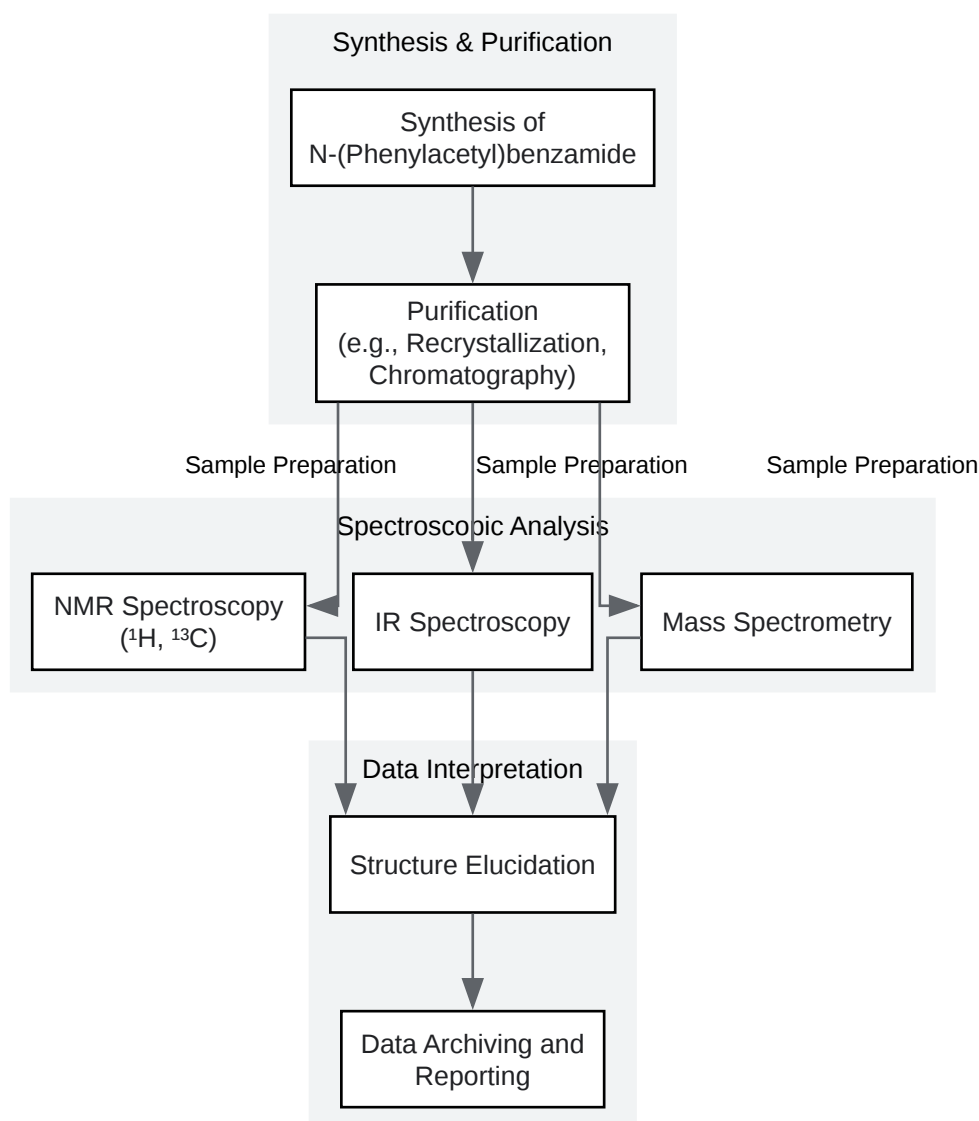 Synthesis & Purification
Synthesis of
N-(Phenylacetyl)benzamide
Purification
(e.g., Recrystallization,
Chromatography)
Sample Preparation
Sample Preparation
Sample Preparation
Spectroscopic Analysis
NMR Spectroscopy
(¹H, ¹³C)
IR Spectroscopy
Mass Spectrometry
Data Interpretation
Structure Elucidation
Data Archiving and
Reporting